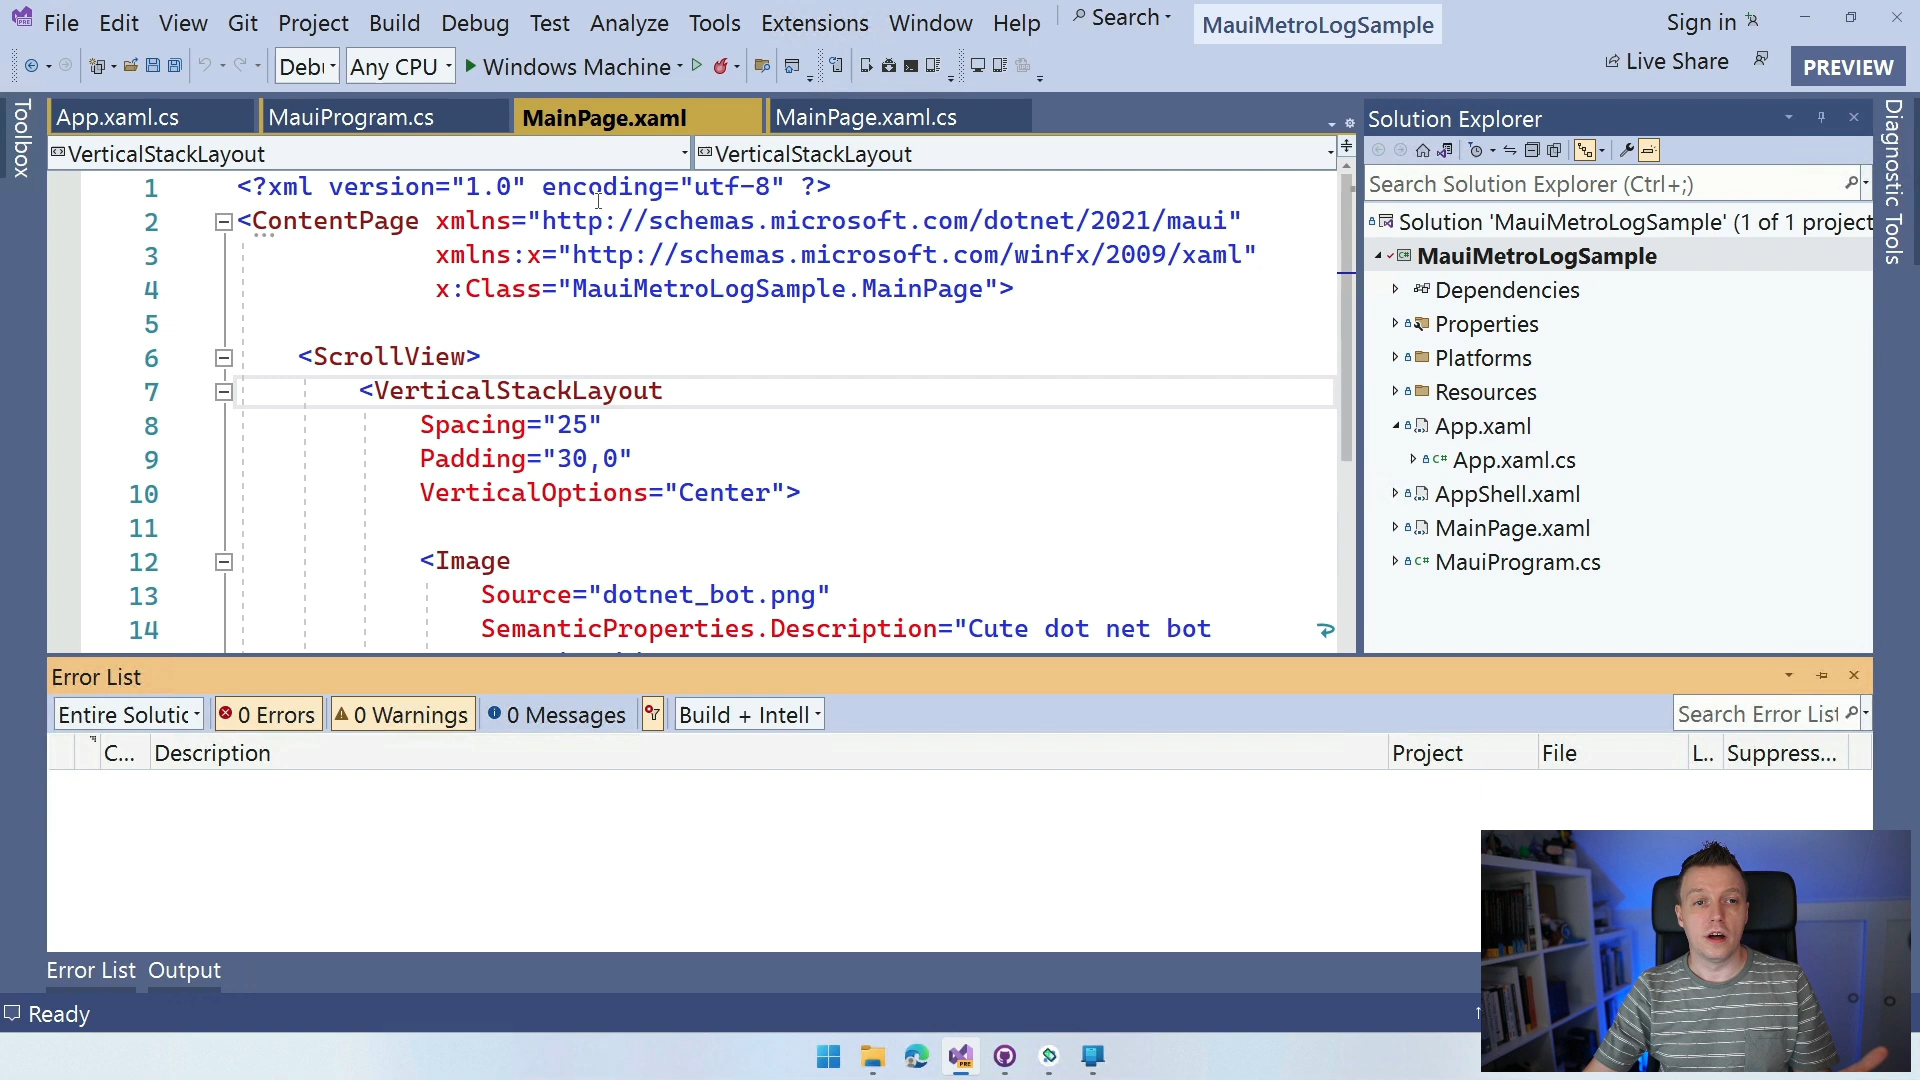 File Edit View Git Project Build Debug Test Analyze Tools Extensions Window Help Search MauiMetroLogSample Sign in
Debu Any CPU Windows Machine Live Share PREVIEW
Toolbox
App.xaml.cs MauiProgram.cs MainPage.xaml MainPage.xaml.cs
VerticalStackLayout VerticalStackLayout
1 <?xml version="1.0" encoding="utf-8" ?>
2 <ContentPage xmlns="http://schemas.microsoft.com/dotnet/2021/maui"
3 xmlns:x="http://schemas.microsoft.com/winfx/2009/xaml"
4 x:Class="MauiMetroLogSample.MainPage">
5
6 <ScrollView>
7 <VerticalStackLayout
8 Spacing="25"
9 Padding="30,0"
10 VerticalOptions="Center">
11
12 <Image
13 Source="dotnet_bot.png"
14 SemanticProperties.Description="Cute dot net bot
Solution Explorer
Search Solution Explorer (Ctrl+;)
Solution 'MauiMetroLogSample' (1 of 1 project
MauiMetroLogSample
Dependencies
Properties
Platforms
Resources
App.xaml
C# App.xaml.cs
AppShell.xaml
MainPage.xaml
C# MauiProgram.cs
Diagnostic Tools
Error List
Entire Solutic 0 Errors 0 Warnings 0 Messages Build + Intell Search Error List
C... Description Project File L.. Suppress...
Error List Output
Ready
PRE